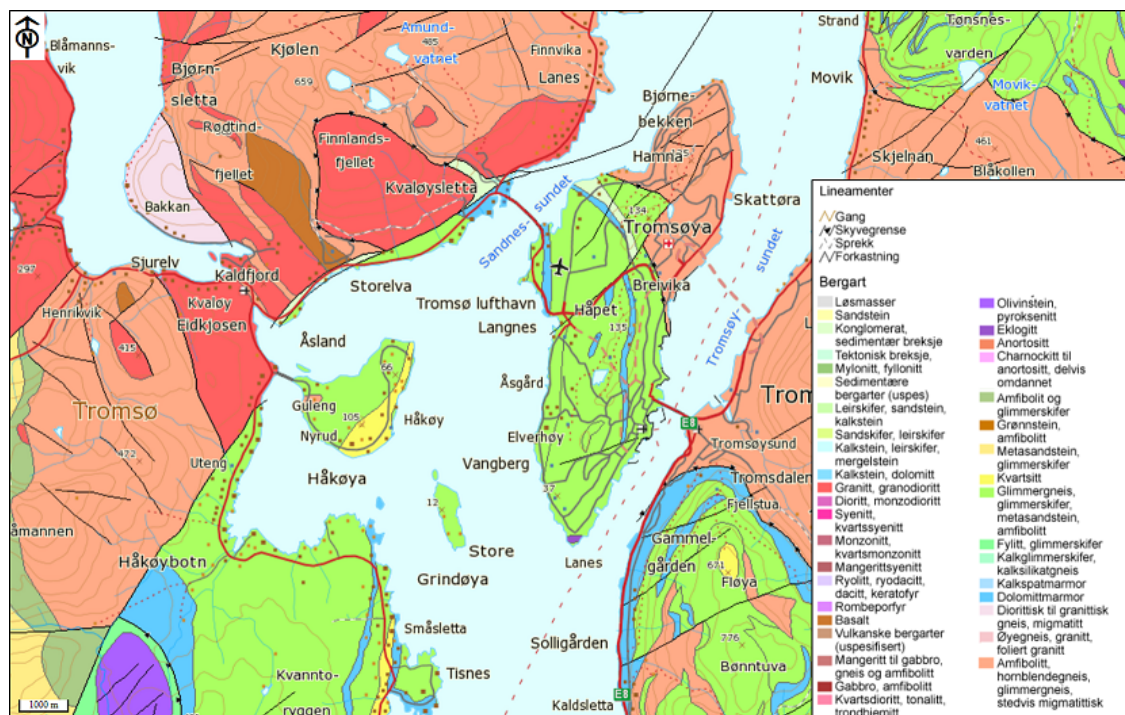 N
Blåmanns-
vik
Bjørn-
sletta
Kjølen
659
Amund-
vatnet
Finnvika
Lanes
Strand
Movik
Tønsnes-
varden
Movik-
vatnet
Bjørne-
bekken
Hamna
Rødtind-
fjellet
Finnlands-
fjellet
Kvaløysletta
Bakkan
Sandnes-
sundet
134
Tromsøya
Skattøra
Skjelnan
461
Blåkollen
297
Sjurelv
Kaldfjord
Kvaløy
Eidkjosen
Henrikvik
415
Storelva
Tromsø lufthavn
Langnes
Håpet
135
Breivika
Tromsøy-
sundet
Åsland
66
Guleng
105
Nyrud
Håkøy
Håkøya
Tromsø
472
Uteng
Åsgård
Elverhøy
Vangberg
37
E8
Trom
Tromsøysund
Tromsdalen
Fjellstua
åmannen
Håkøybotn
12
Store
Grindøya
Lanes
Gammel-
gården
671
Fløya
Småsletta
Tisnes
Kvannto-
ryggen
Solligården
776
Bønntuva
E8
Kaldsletta
1000 m
Lineamenter
Gang
Skyvegrense
Sprekk
Forkastning
Bergart
Løsmasser
Sandstein
Konglomerat,
sedimentær breksje
Tektonisk breksje,
Mylonitt, fyllonitt
Sedimentære
bergarter (uspes)
Leirskifer, sandstein,
kalkstein
Sandskifer, leirskifer
Kalkstein, leirskifer,
mergelstein
Kalkstein, dolomitt
Granitt, granodioritt
Dioritt, monzodioritt
Syenitt,
kvartssyenitt
Monzonitt,
kvartsmonzonitt
Mangerittsyenitt
Ryolitt, ryodacitt,
dacitt, keratofyr
Rombeporfyr
Basalt
Vulkanske bergarter
(uspesifisert)
Mangeritt til gabbro,
gneis og amfibolitt
Gabbro, amfibolitt
Kvartsdioritt, tonalitt,
trondhjemitt
Olivinstein,
pyroksenitt
Eklogitt
Anortositt
Charnockitt til
anortositt, delvis
omdannet
Amfibolit og
glimmerskifer
Grønnstein,
amfibolitt
Metasandstein,
glimmerskifer
Kvartsitt
Glimmergneis,
glimmerskifer,
metasandstein,
amfibolitt
Fylitt, glimmerskifer
Kalkglimmerskifer,
kalksilikatgneis
Kalkspatmarmor
Dolomittmarmor
Diorittisk til granittisk
gneis, migmatitt
Øyegneis, granitt,
foliert granitt
Amfibolitt,
hornblendegneis,
glimmergneis,
stedvis migmatittisk